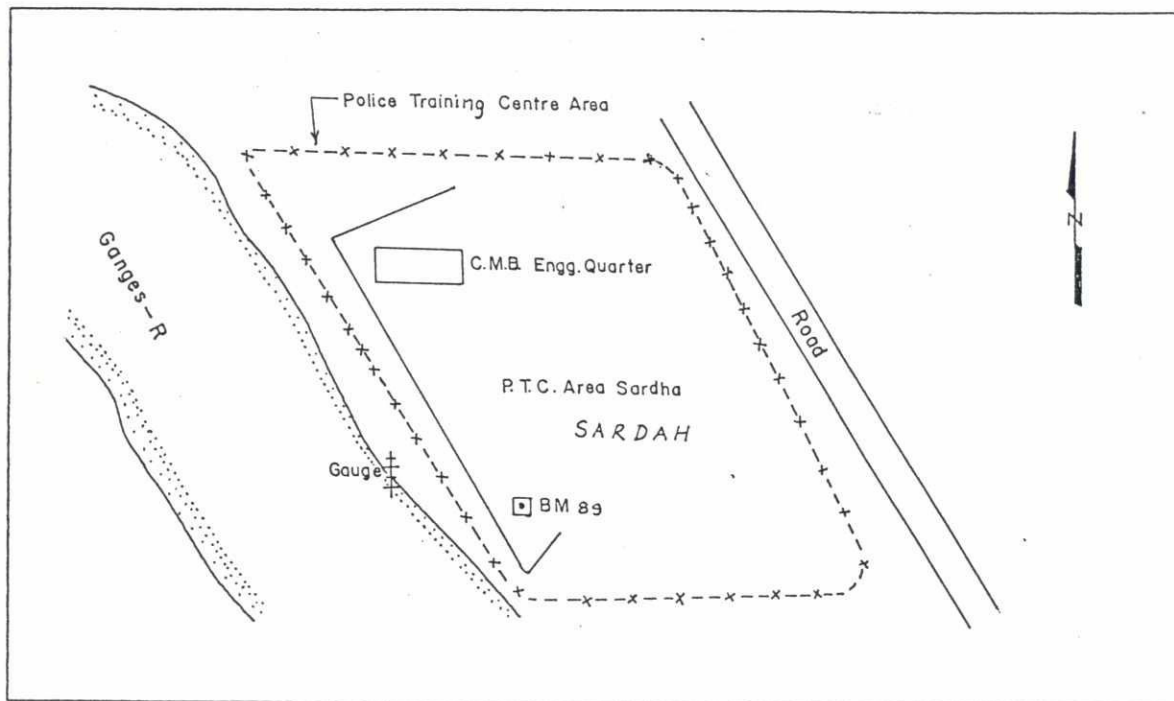 Police Training Centre Area
Ganges-R
C.M.B. Engg. Quarter
Road
N
P.T.C. Area Sardha
SARDAH
Gauge
BM 89